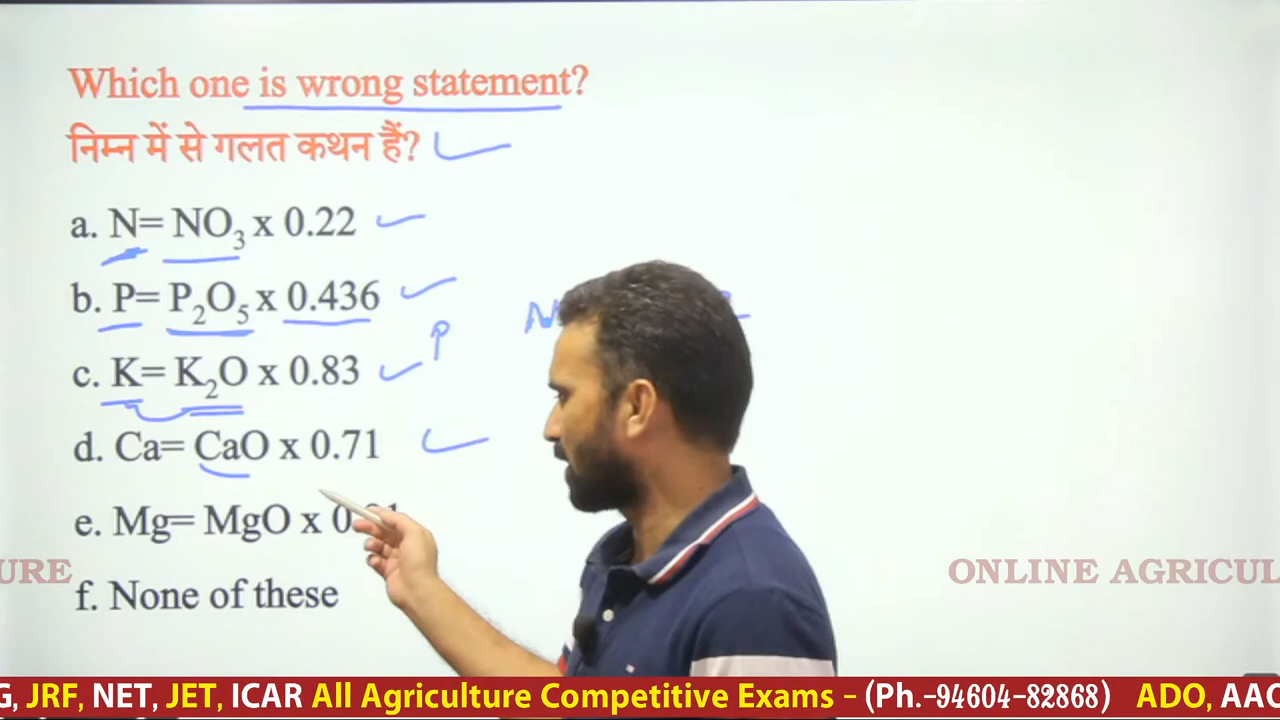 Which one is wrong statement?
निम्न में से गलत कथन हैं?
a. N= NO3 x 0.22
b. P= P2O5 x 0.436
P
c. K= K2O x 0.83
d. Ca= CaO x 0.71
e. Mg= MgO x
f. None of these
URE
ONLINE AGRICUL
G, JRF, NET, JET, ICAR All Agriculture Competitive Exams – (Ph.-94604-82868) ADO, AAC